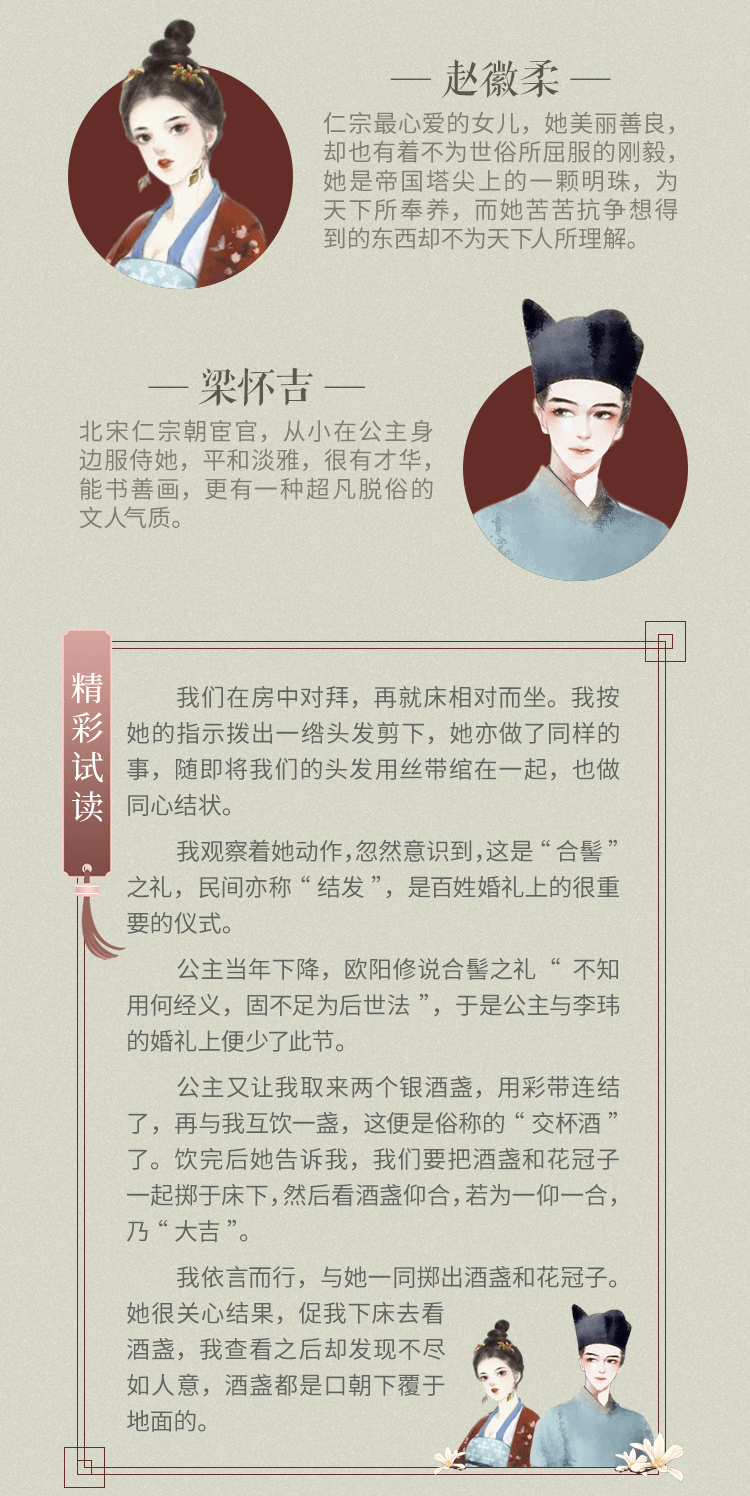 赵徽柔
仁宗最心爱的女儿，她美丽善良，
却也有着不为世俗所屈服的刚毅，
她是帝国塔尖上的一颗明珠，为
天下所奉养，而她苦苦抗争想得
到的东西却不为天下人所理解。
梁怀吉
北宋仁宗朝宦官，从小在公主身
边服侍她，平和淡雅，很有才华，
能书善画，更有一种超凡脱俗的
文人气质。
精彩试读
我们在房中对拜，再就床相对而坐。我按
她的指示拨出一绺头发剪下，她亦做了同样的
事，随即将我们的头发用丝带绾在一起，也做
同心结状。
我观察着她动作，忽然意识到，这是“合髻”
之礼，民间亦称“结发”，是百姓婚礼上的很重
要的仪式。
公主当年下降，欧阳修说合髻之礼“不知
用何经义，固不足为后世法”，于是公主与李玮
的婚礼上便少了此节。
公主又让我取来两个银酒盏，用彩带连结
了，再与我互饮一盏，这便是俗称的“交杯酒”
了。饮完后她告诉我，我们要把酒盏和花冠子
一起掷于床下，然后看酒盏仰合，若为一仰一合，
乃“大吉”。
我依言而行，与她一同掷出酒盏和花冠子。
她很关心结果，促我下床去看
酒盏，我查看之后却发现不尽
如人意，酒盏都是口朝下覆于
地面的。